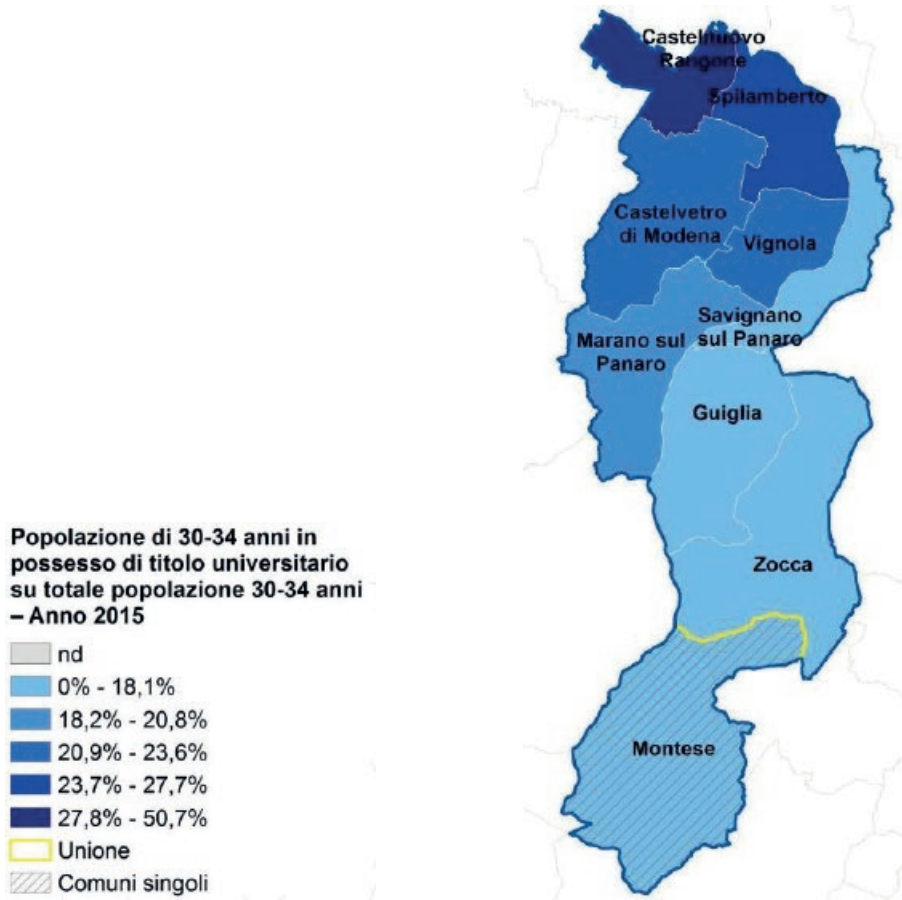 Castelnuovo
Rangone
Spilamberto
Castelvetro
di Modena
Vignola
Savignano
sul Panaro
Marano sul
Panaro
Guiglia
Zocca
Montese
Popolazione di 30-34 anni in
possesso di titolo universitario
su totale popolazione 30-34 anni
– Anno 2015
nd
0% - 18,1%
18,2% - 20,8%
20,9% - 23,6%
23,7% - 27,7%
27,8% - 50,7%
Unione
Comuni singoli